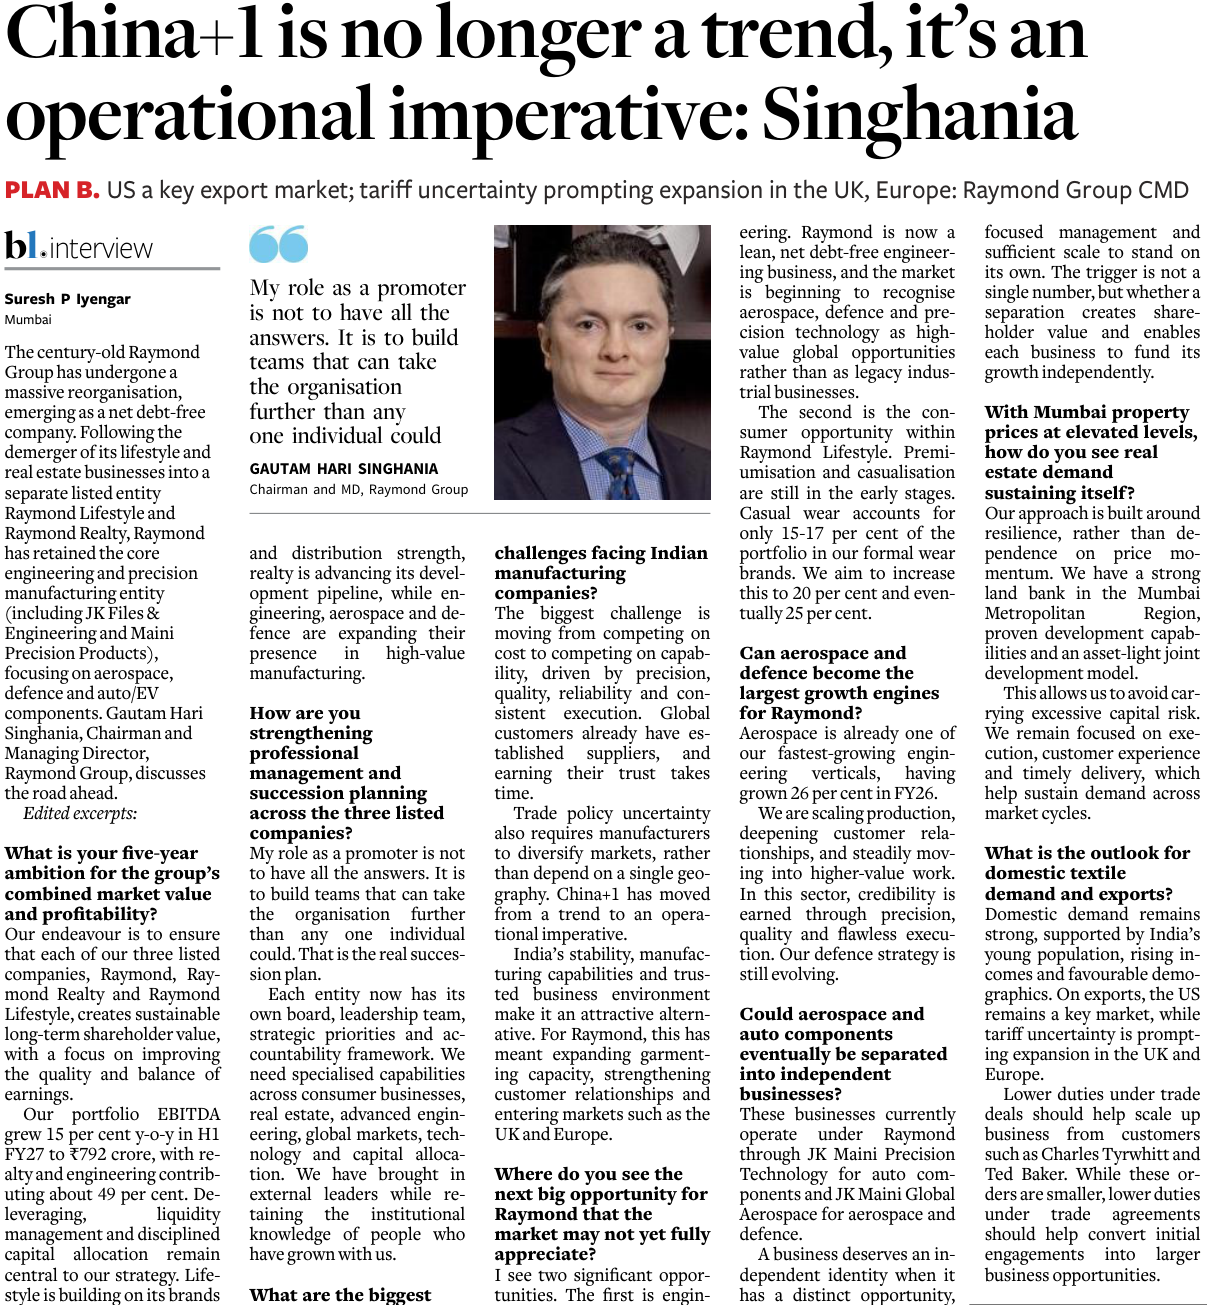 China+1 is no longer a trend, it’s an
operational imperative: Singhania
PLAN B. US a key export market; tariff uncertainty prompting expansion in the UK, Europe: Raymond Group CMD
bl.interview
Suresh P Iyengar
Mumbai
The century-old Raymond
Group has undergone a
massive reorganisation,
emerging as a net debt-free
company. Following the
demerger of its lifestyle and
real estate businesses into a
separate listed entity
Raymond Lifestyle and
Raymond Realty, Raymond
has retained the core
engineering and precision
manufacturing entity
(including JK Files &
Engineering and Maini
Precision Products),
focusing on aerospace,
defence and auto/EV
components. Gautam Hari
Singhania, Chairman and
Managing Director,
Raymond Group, discusses
the road ahead.
Edited excerpts:
What is your five-year
ambition for the group’s
combined market value
and profitability?
Our endeavour is to ensure
that each of our three listed
companies, Raymond, Ray-
mond Realty and Raymond
Lifestyle, creates sustainable
long-term shareholder value,
with a focus on improving
the quality and balance of
earnings.
Our portfolio EBITDA
grew 15 per cent y-o-y in H1
FY27 to ₹792 crore, with re-
alty and engineering contrib-
uting about 49 per cent. De-
leveraging, liquidity
management and disciplined
capital allocation remain
central to our strategy. Life-
style is building on its brands
“
My role as a promoter
is not to have all the
answers. It is to build
teams that can take
the organisation
further than any
one individual could
GAUTAM HARI SINGHANIA
Chairman and MD, Raymond Group
and distribution strength,
realty is advancing its devel-
opment pipeline, while en-
gineering, aerospace and de-
fence are expanding their
presence in high-value
manufacturing.
How are you
strengthening
professional
management and
succession planning
across the three listed
companies?
My role as a promoter is not
to have all the answers. It is
to build teams that can take
the organisation further
than any one individual
could. That is the real succes-
sion plan.
Each entity now has its
own board, leadership team,
strategic priorities and ac-
countability framework. We
need specialised capabilities
across consumer businesses,
real estate, advanced engin-
eering, global markets, tech-
nology and capital alloca-
tion. We have brought in
external leaders while re-
taining the institutional
knowledge of people who
have grown with us.
What are the biggest
challenges facing Indian
manufacturing
companies?
The biggest challenge is
moving from competing on
cost to competing on capab-
ility, driven by precision,
quality, reliability and con-
sistent execution. Global
customers already have es-
tablished suppliers, and
earning their trust takes
time.
Trade policy uncertainty
also requires manufacturers
to diversify markets, rather
than depend on a single geo-
graphy. China+1 has moved
from a trend to an opera-
tional imperative.
India’s stability, manufac-
turing capabilities and trus-
ted business environment
make it an attractive altern-
ative. For Raymond, this has
meant expanding garment-
ing capacity, strengthening
customer relationships and
entering markets such as the
UK and Europe.
Where do you see the
next big opportunity for
Raymond that the
market may not yet fully
appreciate?
I see two significant oppor-
tunities. The first is engin-
eering. Raymond is now a
lean, net debt-free engineer-
ing business, and the market
is beginning to recognise
aerospace, defence and pre-
cision technology as high-
value global opportunities
rather than as legacy indus-
trial businesses.
The second is the con-
sumer opportunity within
Raymond Lifestyle. Premi-
umisation and casualisation
are still in the early stages.
Casual wear accounts for
only 15-17 per cent of the
portfolio in our formal wear
brands. We aim to increase
this to 20 per cent and even-
tually 25 per cent.
Can aerospace and
defence become the
largest growth engines
for Raymond?
Aerospace is already one of
our fastest-growing engin-
eering verticals, having
grown 26 per cent in FY26.
We are scaling production,
deepening customer rela-
tionships, and steadily mov-
ing into higher-value work.
In this sector, credibility is
earned through precision,
quality and flawless execu-
tion. Our defence strategy is
still evolving.
Could aerospace and
auto components
eventually be separated
into independent
businesses?
These businesses currently
operate under Raymond
through JK Maini Precision
Technology for auto com-
ponents and JK Maini Global
Aerospace for aerospace and
defence.
A business deserves an in-
dependent identity when it
has a distinct opportunity,
focused management and
sufficient scale to stand on
its own. The trigger is not a
single number, but whether a
separation creates share-
holder value and enables
each business to fund its
growth independently.
With Mumbai property
prices at elevated levels,
how do you see real
estate demand
sustaining itself?
Our approach is built around
resilience, rather than de-
pendence on price mo-
mentum. We have a strong
land bank in the Mumbai
Metropolitan Region,
proven development capab-
ilities and an asset-light joint
development model.
This allows us to avoid car-
rying excessive capital risk.
We remain focused on exe-
cution, customer experience
and timely delivery, which
help sustain demand across
market cycles.
What is the outlook for
domestic textile
demand and exports?
Domestic demand remains
strong, supported by India’s
young population, rising in-
comes and favourable demo-
graphics. On exports, the US
remains a key market, while
tariff uncertainty is prompt-
ing expansion in the UK and
Europe.
Lower duties under trade
deals should help scale up
business from customers
such as Charles Tyrwhitt and
Ted Baker. While these or-
ders are smaller, lower duties
under trade agreements
should help convert initial
engagements into larger
business opportunities.